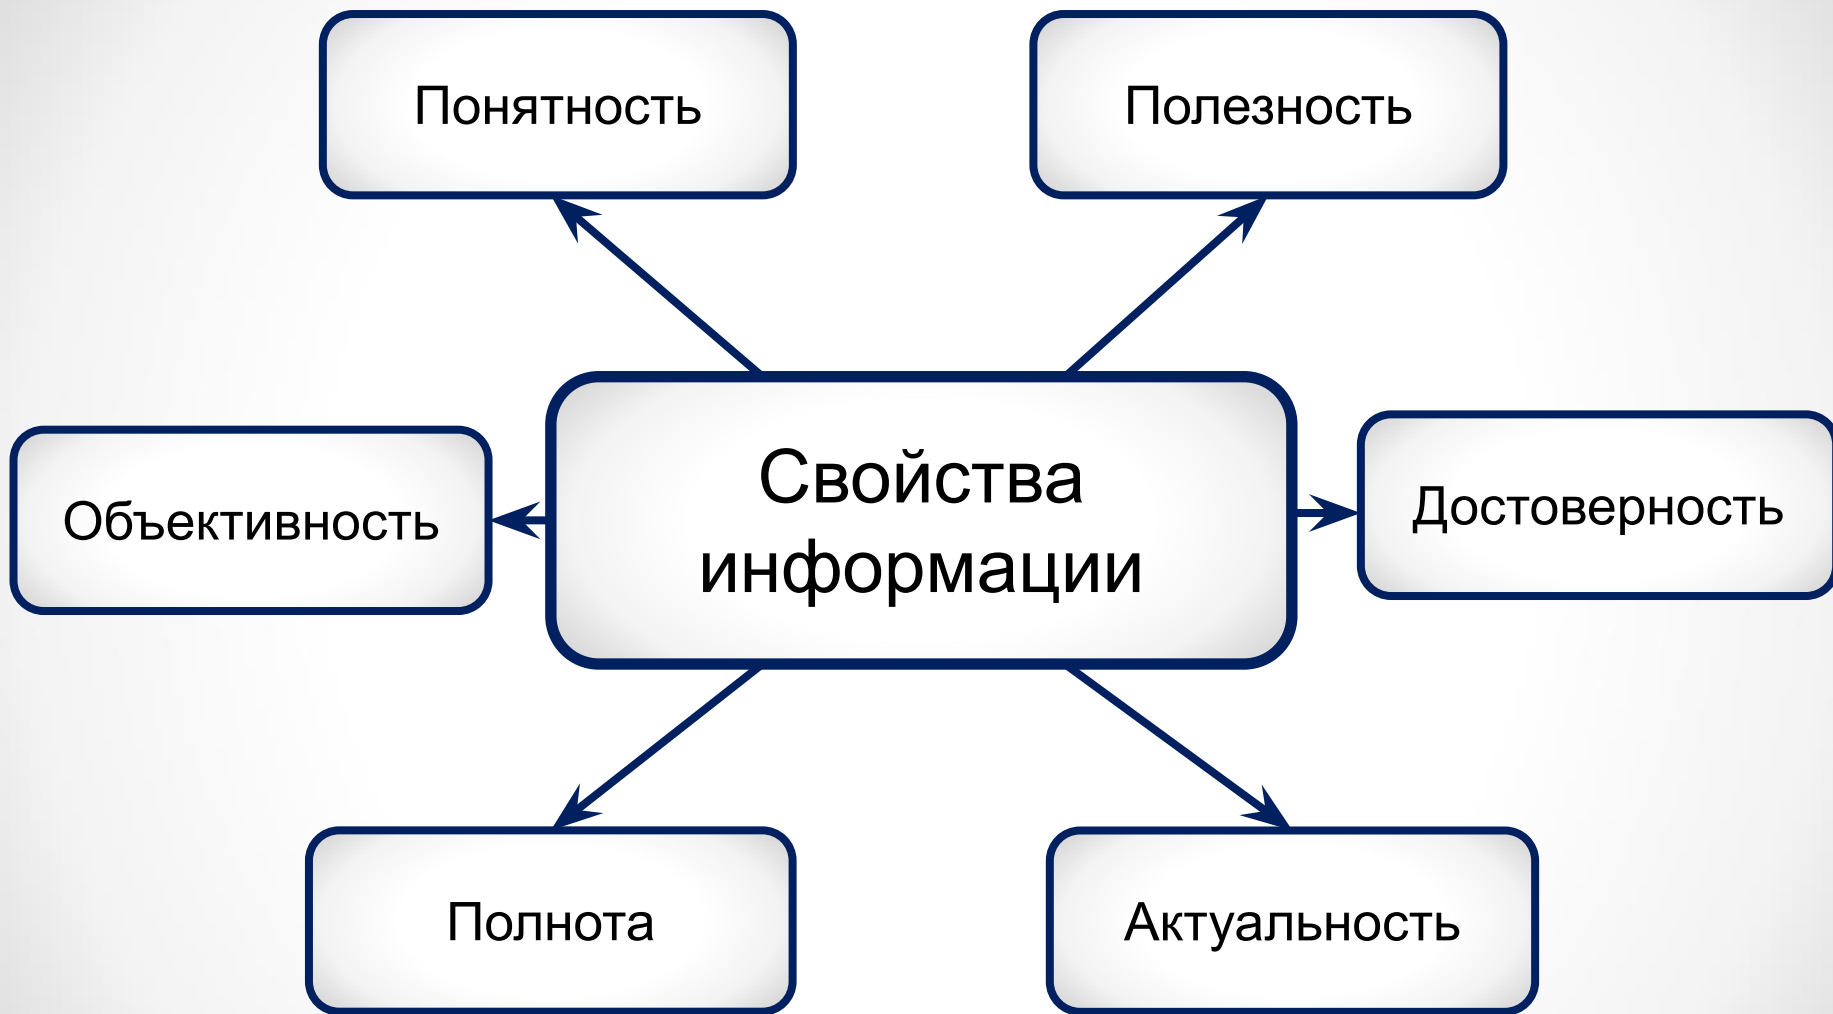 Понятность
Полезность
Свойства
информации
Объективность
Достоверность
Полнота
Актуальность